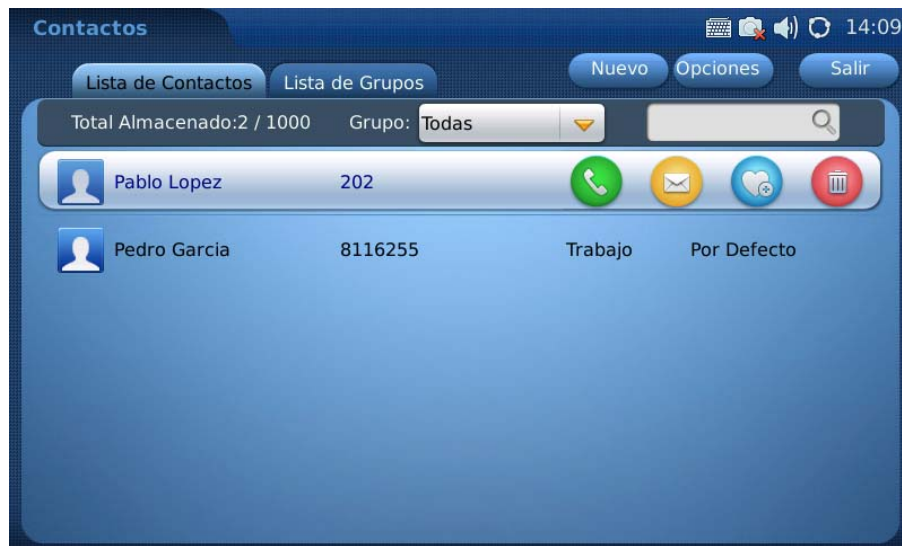 Contactos 14:09
Lista de Contactos Lista de Grupos Nuevo Opciones Salir
Total Almacenado:2 / 1000 Grupo: Todas
Pablo Lopez 202
Pedro Garcia 8116255 Trabajo Por Defecto